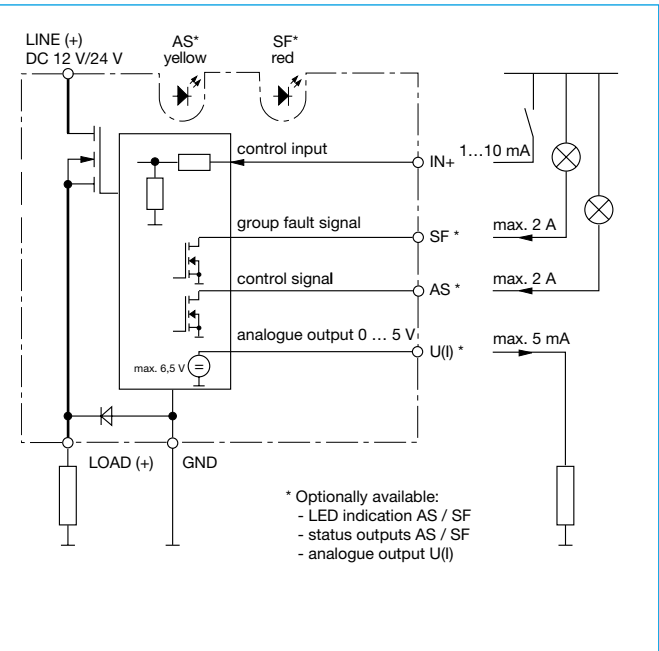 LINE (+)
DC 12 V/24 V
AS*
yellow
SF*
red
control input
IN+
1…10 mA
group fault signal
SF *
max. 2 A
control signal
AS *
max. 2 A
analogue output 0 … 5 V
U(I) *
max. 5 mA
max. 6,5 V
=
LOAD (+)
GND
* Optionally available:
- LED indication AS / SF
- status outputs AS / SF
- analogue output U(I)